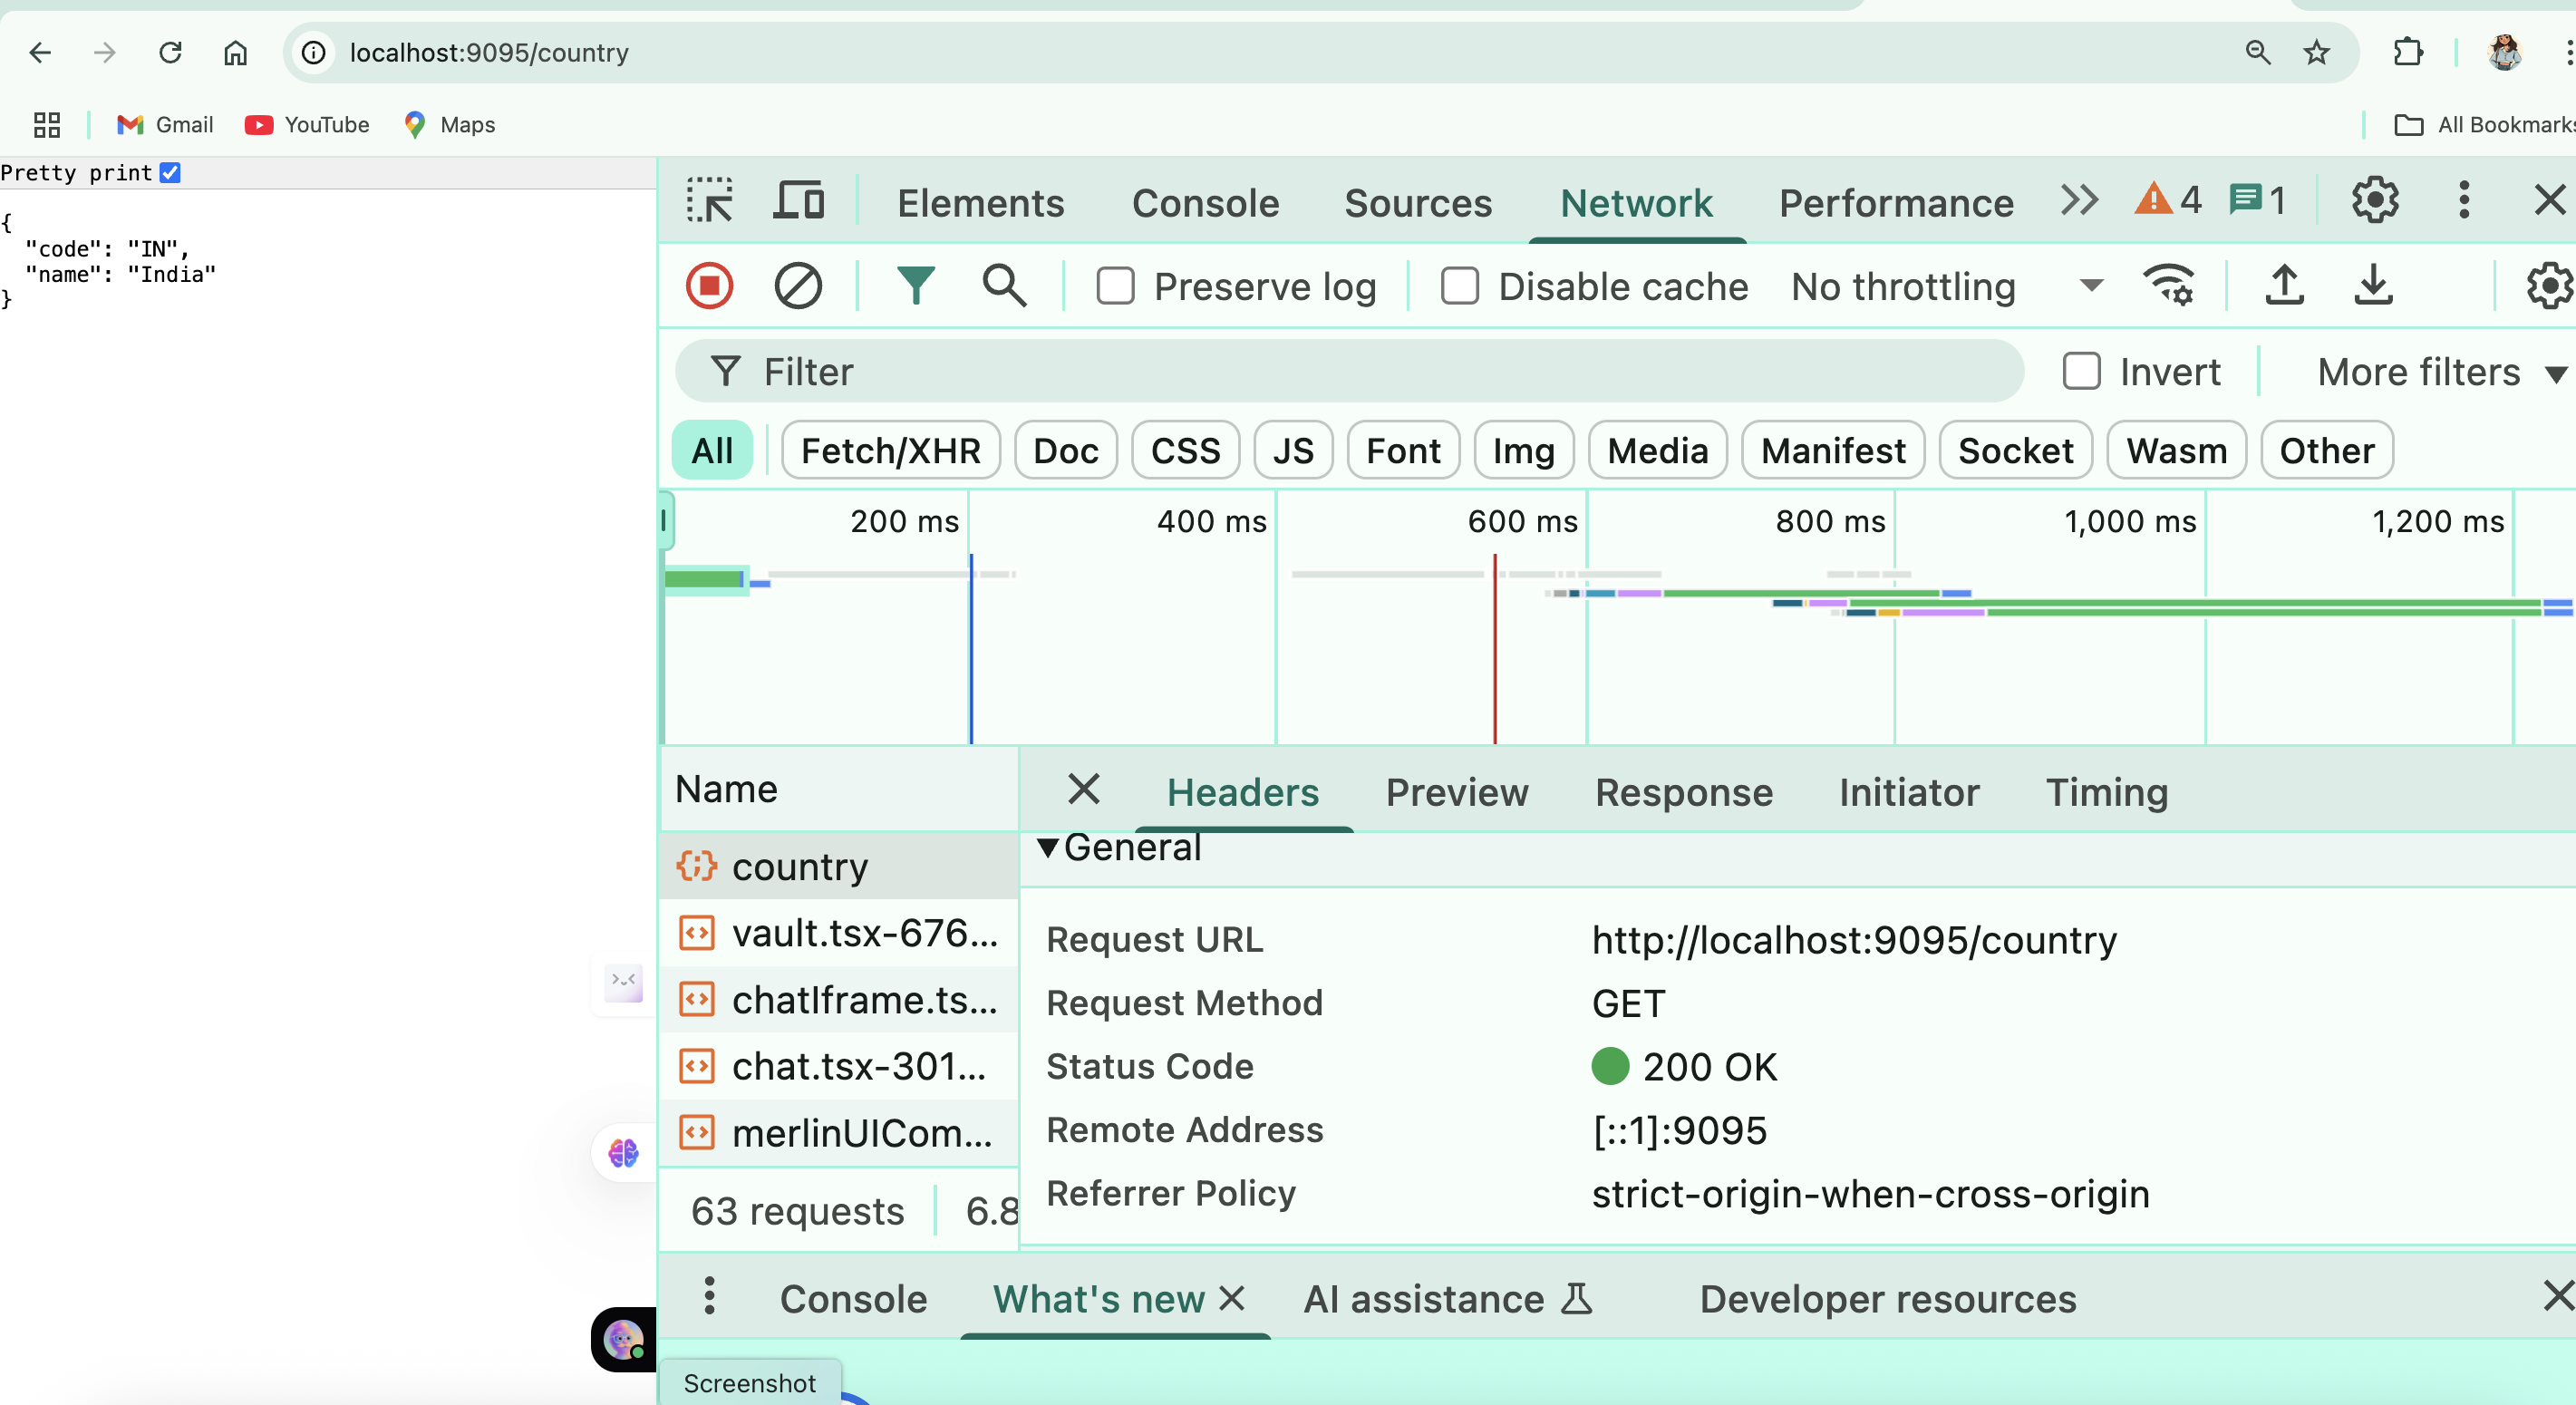 localhost:9095/country
Gmail
YouTube
Maps
All Bookmarks
Pretty print
{
"code": "IN",
"name": "India"
}
Elements
Console
Sources
Network
Performance
4
1
Preserve log
Disable cache
No throttling
Filter
Invert
More filters
All
Fetch/XHR
Doc
CSS
JS
Font
Img
Media
Manifest
Socket
Wasm
Other
200 ms
400 ms
600 ms
800 ms
1,000 ms
1,200 ms
Name
Headers
Preview
Response
Initiator
Timing
country
vault.tsx-676...
chatIframe.ts...
chat.tsx-301...
merlinUICom...
63 requests
6.8
General
Request URL
http://localhost:9095/country
Request Method
GET
Status Code
200 OK
Remote Address
[::1]:9095
Referrer Policy
strict-origin-when-cross-origin
Console
What's new
AI assistance
Developer resources
Screenshot